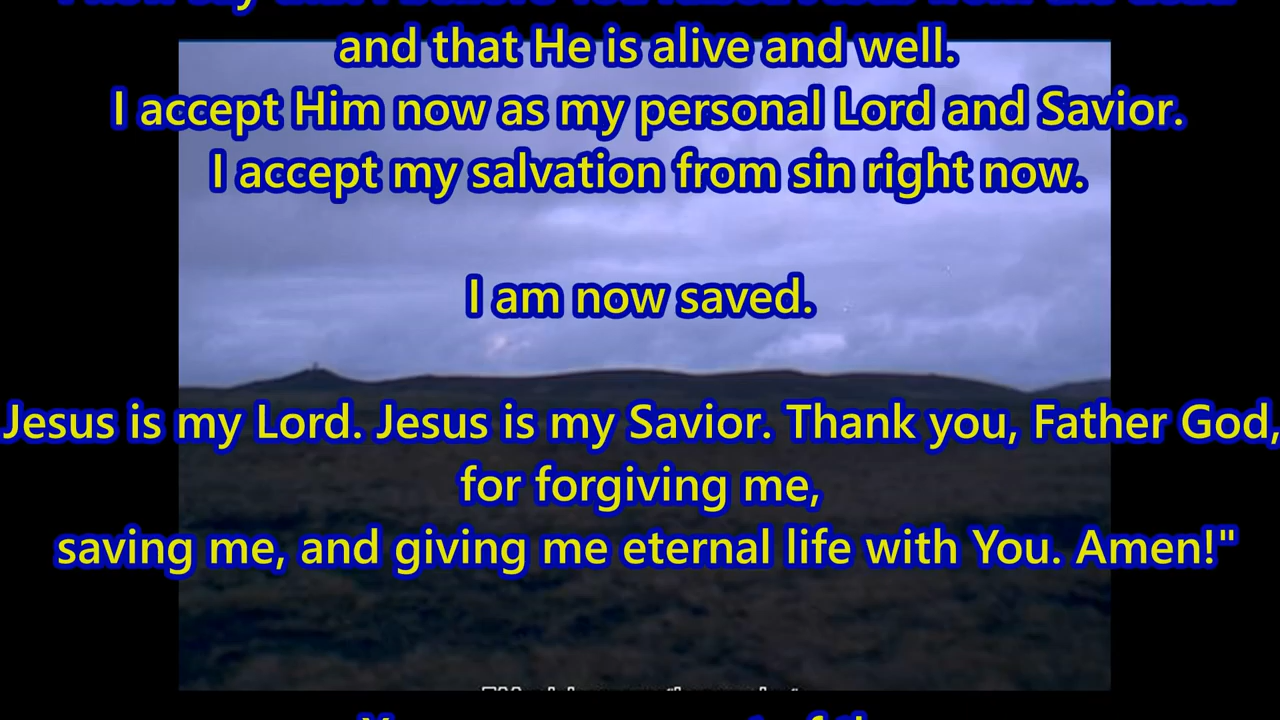 and that He is alive and well.
I accept Him now as my personal Lord and Savior.
I accept my salvation from sin right now.
I am now saved.
Jesus is my Lord. Jesus is my Savior. Thank you, Father God,
for forgiving me,
saving me, and giving me eternal life with You. Amen!"